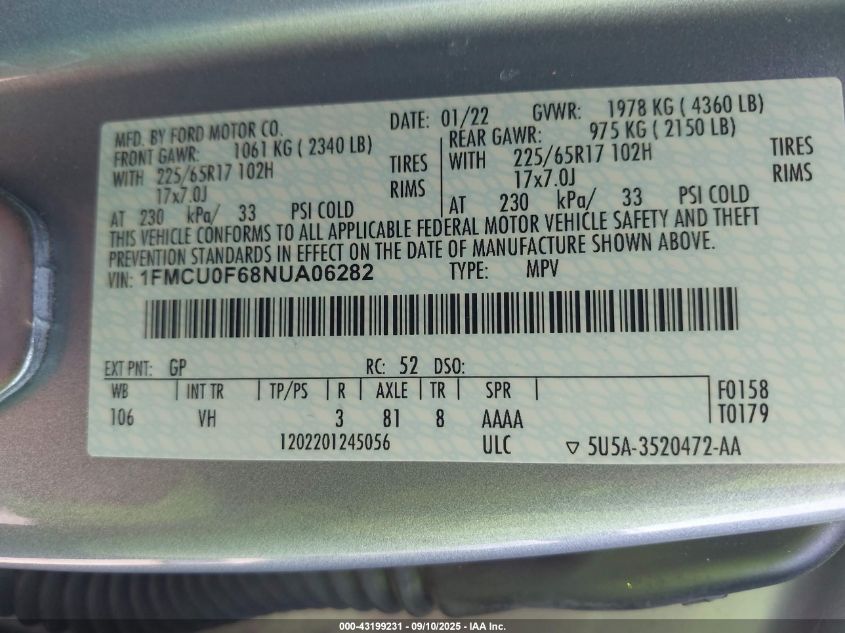 MFD. BY FORD MOTOR CO. DATE: 01/22 GVWR: 1978 KG ( 4360 LB)
FRONT GAWR: 1061 KG ( 2340 LB) REAR GAWR: 975 KG ( 2150 LB)
WITH 225/65R17 102H TIRES WITH 225/65R17 102H TIRES
17x7.0J RIMS 17x7.0J RIMS
AT 230 kPa/ 33 PSI COLD AT 230 kPa/ 33 PSI COLD
THIS VEHICLE CONFORMS TO ALL APPLICABLE FEDERAL MOTOR VEHICLE SAFETY AND THEFT
PREVENTION STANDARDS IN EFFECT ON THE DATE OF MANUFACTURE SHOWN ABOVE.
VIN: 1FMCU0F68NUA06282 TYPE: MPV
EXT PNT: GP RC: 52 DSO:
WB INT TR TP/PS R AXLE TR SPR F0158
106 VH 3 81 8 AAAA T0179
1202201245056 ULC ▽ 5U5A-3520472-AA
000-43199231 - 09/10/2025 - IAA Inc.